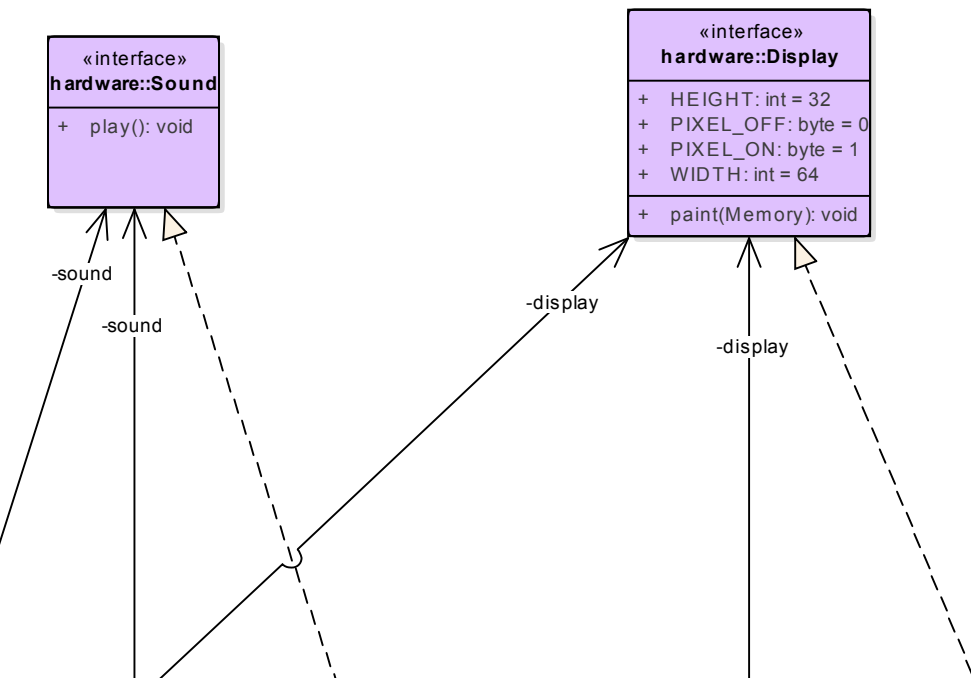 «interface»
hardware::Sound
+ play(): void
-sound
-sound
«interface»
hardware::Display
+ HEIGHT: int = 32
+ PIXEL_OFF: byte = 0
+ PIXEL_ON: byte = 1
+ WIDTH: int = 64
+ paint(Memory): void
-display
-display